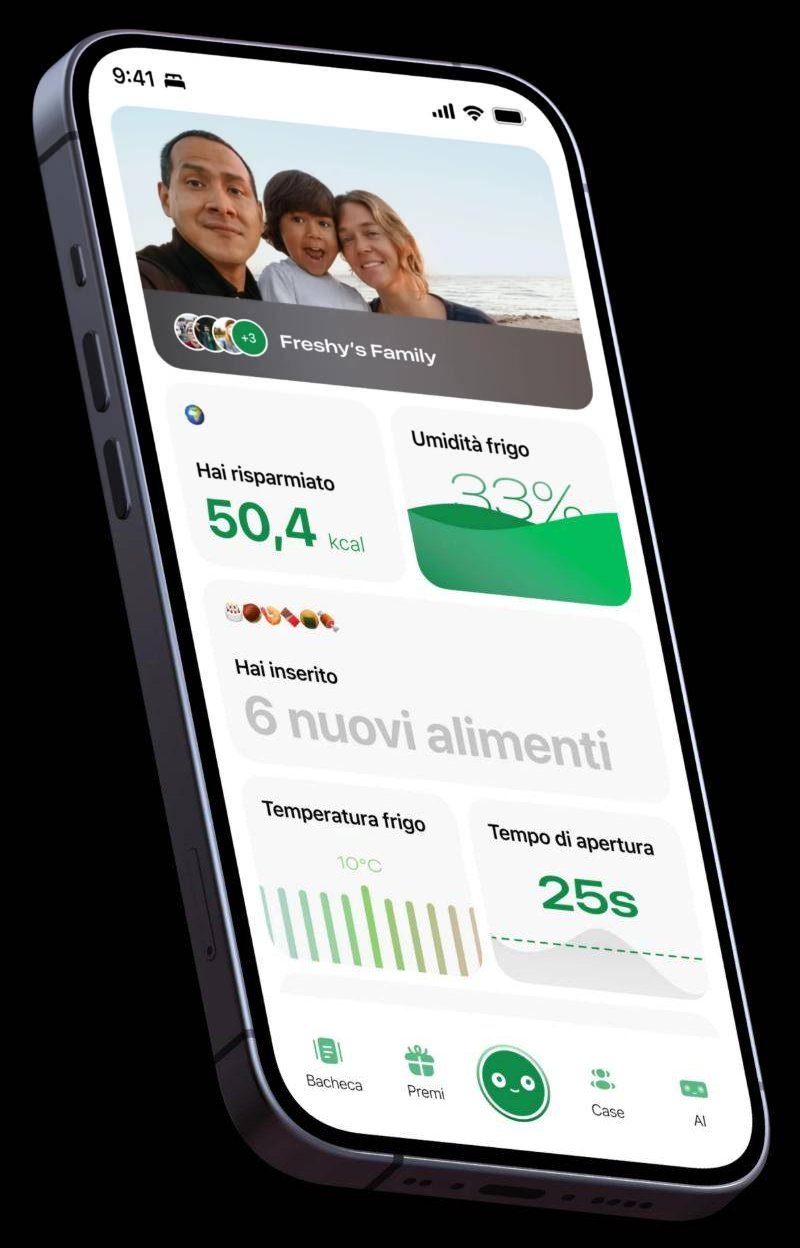 9:41
+3 Freshy's Family
Hai risparmiato
50,4 kcal
Umidità frigo
33%
Hai inserito
6 nuovi alimenti
Temperatura frigo
10°C
Tempo di apertura
25s
Bacheca
Premi
Case
AI